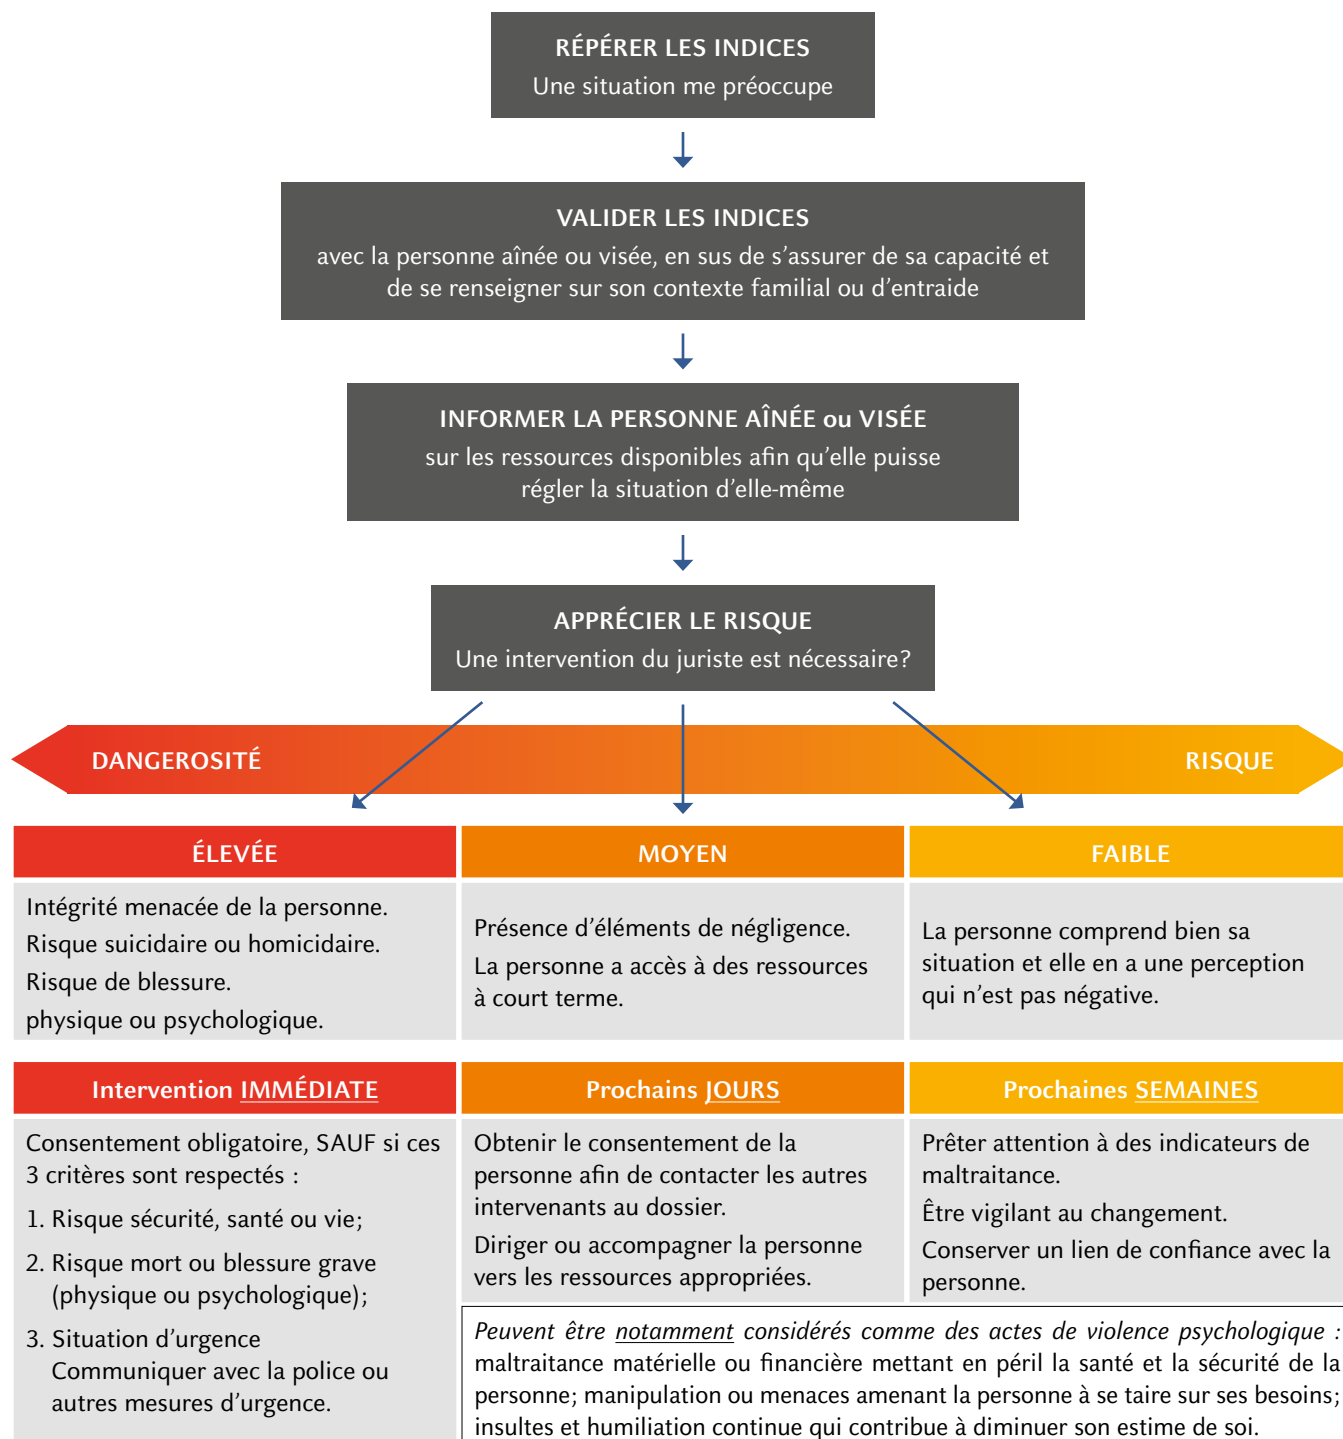 RÉPÉRER LES INDICES
Une situation me préoccupe
VALIDER LES INDICES
avec la personne aînée ou visée, en sus de s’assurer de sa capacité et
de se renseigner sur son contexte familial ou d’entraide
INFORMER LA PERSONNE AÎNÉE ou VISÉE
sur les ressources disponibles afin qu’elle puisse
régler la situation d’elle-même
APPRÉCIER LE RISQUE
Une intervention du juriste est nécessaire?
DANGEROSITÉ
RISQUE
ÉLEVÉE
Intégrité menacée de la personne.
Risque suicidaire ou homicidaire.
Risque de blessure.
physique ou psychologique.
MOYEN
Présence d’éléments de négligence.
La personne a accès à des ressources
à court terme.
FAIBLE
La personne comprend bien sa
situation et elle en a une perception
qui n’est pas négative.
Intervention IMMÉDIATE
Consentement obligatoire, SAUF si ces
3 critères sont respectés :
1. Risque sécurité, santé ou vie;
2. Risque mort ou blessure grave
(physique ou psychologique);
3. Situation d’urgence
Communiquer avec la police ou
autres mesures d’urgence.
Prochains JOURS
Obtenir le consentement de la
personne afin de contacter les autres
intervenants au dossier.
Diriger ou accompagner la personne
vers les ressources appropriées.
Prochaines SEMAINES
Prêter attention à des indicateurs de
maltraitance.
Être vigilant au changement.
Conserver un lien de confiance avec la
personne.
Peuvent être notamment considérés comme des actes de violence psychologique :
maltraitance matérielle ou financière mettant en péril la santé et la sécurité de la
personne; manipulation ou menaces amenant la personne à se taire sur ses besoins;
insultes et humiliation continue qui contribue à diminuer son estime de soi.